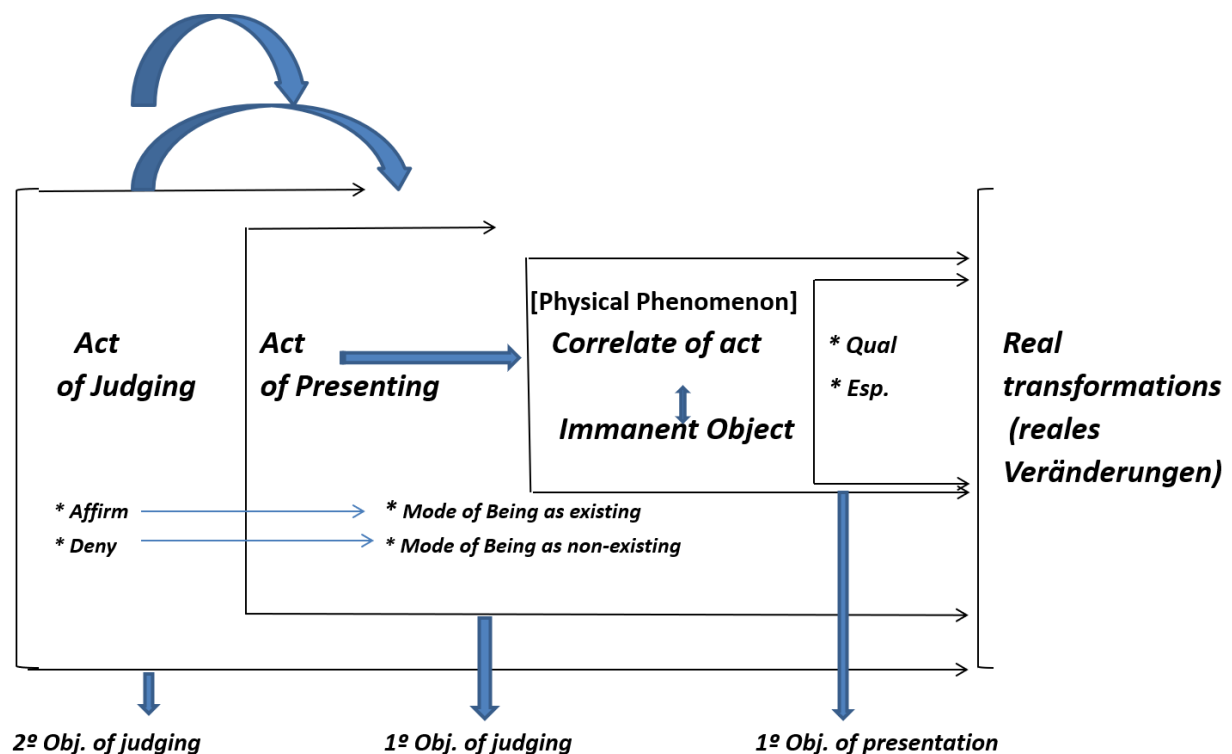 [Physical Phenomenon]
Act
of Judging
Act
of Presenting
Correlate of act
Immanent Object
* Qual
* Esp.
Real
transformations
(reales
Veränderungen)
* Affirm
* Mode of Being as existing
* Deny
* Mode of Being as non-existing
2º Obj. of judging
1º Obj. of judging
1º Obj. of presentation